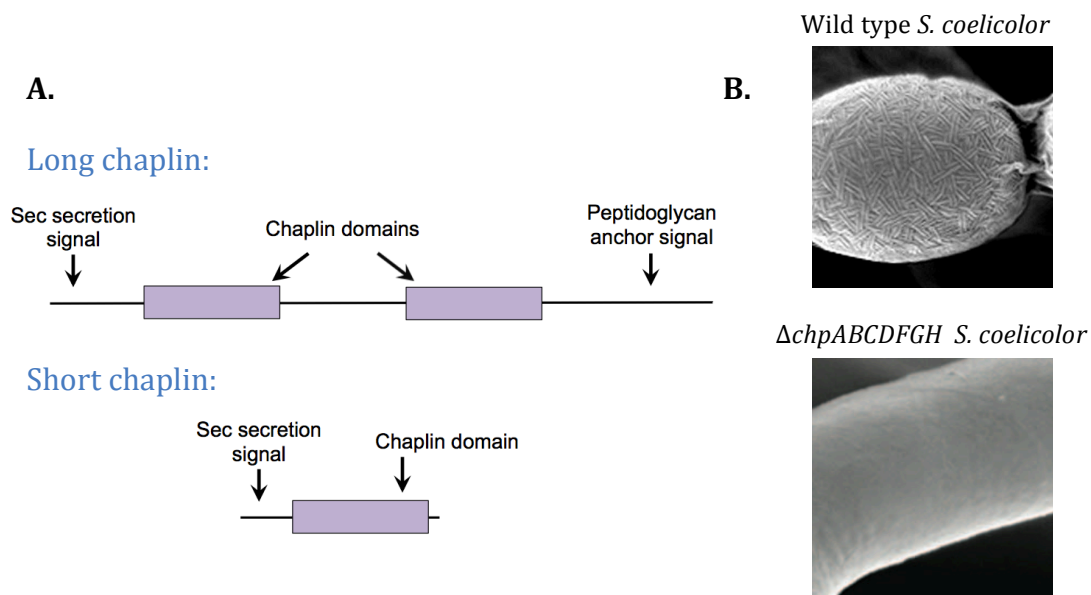 A.
Long chaplin:
Sec secretion
signal
Chaplin domains
Peptidoglycan
anchor signal
Short chaplin:
Sec secretion
signal
Chaplin domain
B.
Wild type S. coelicolor
ΔchpABCDFGH S. coelicolor